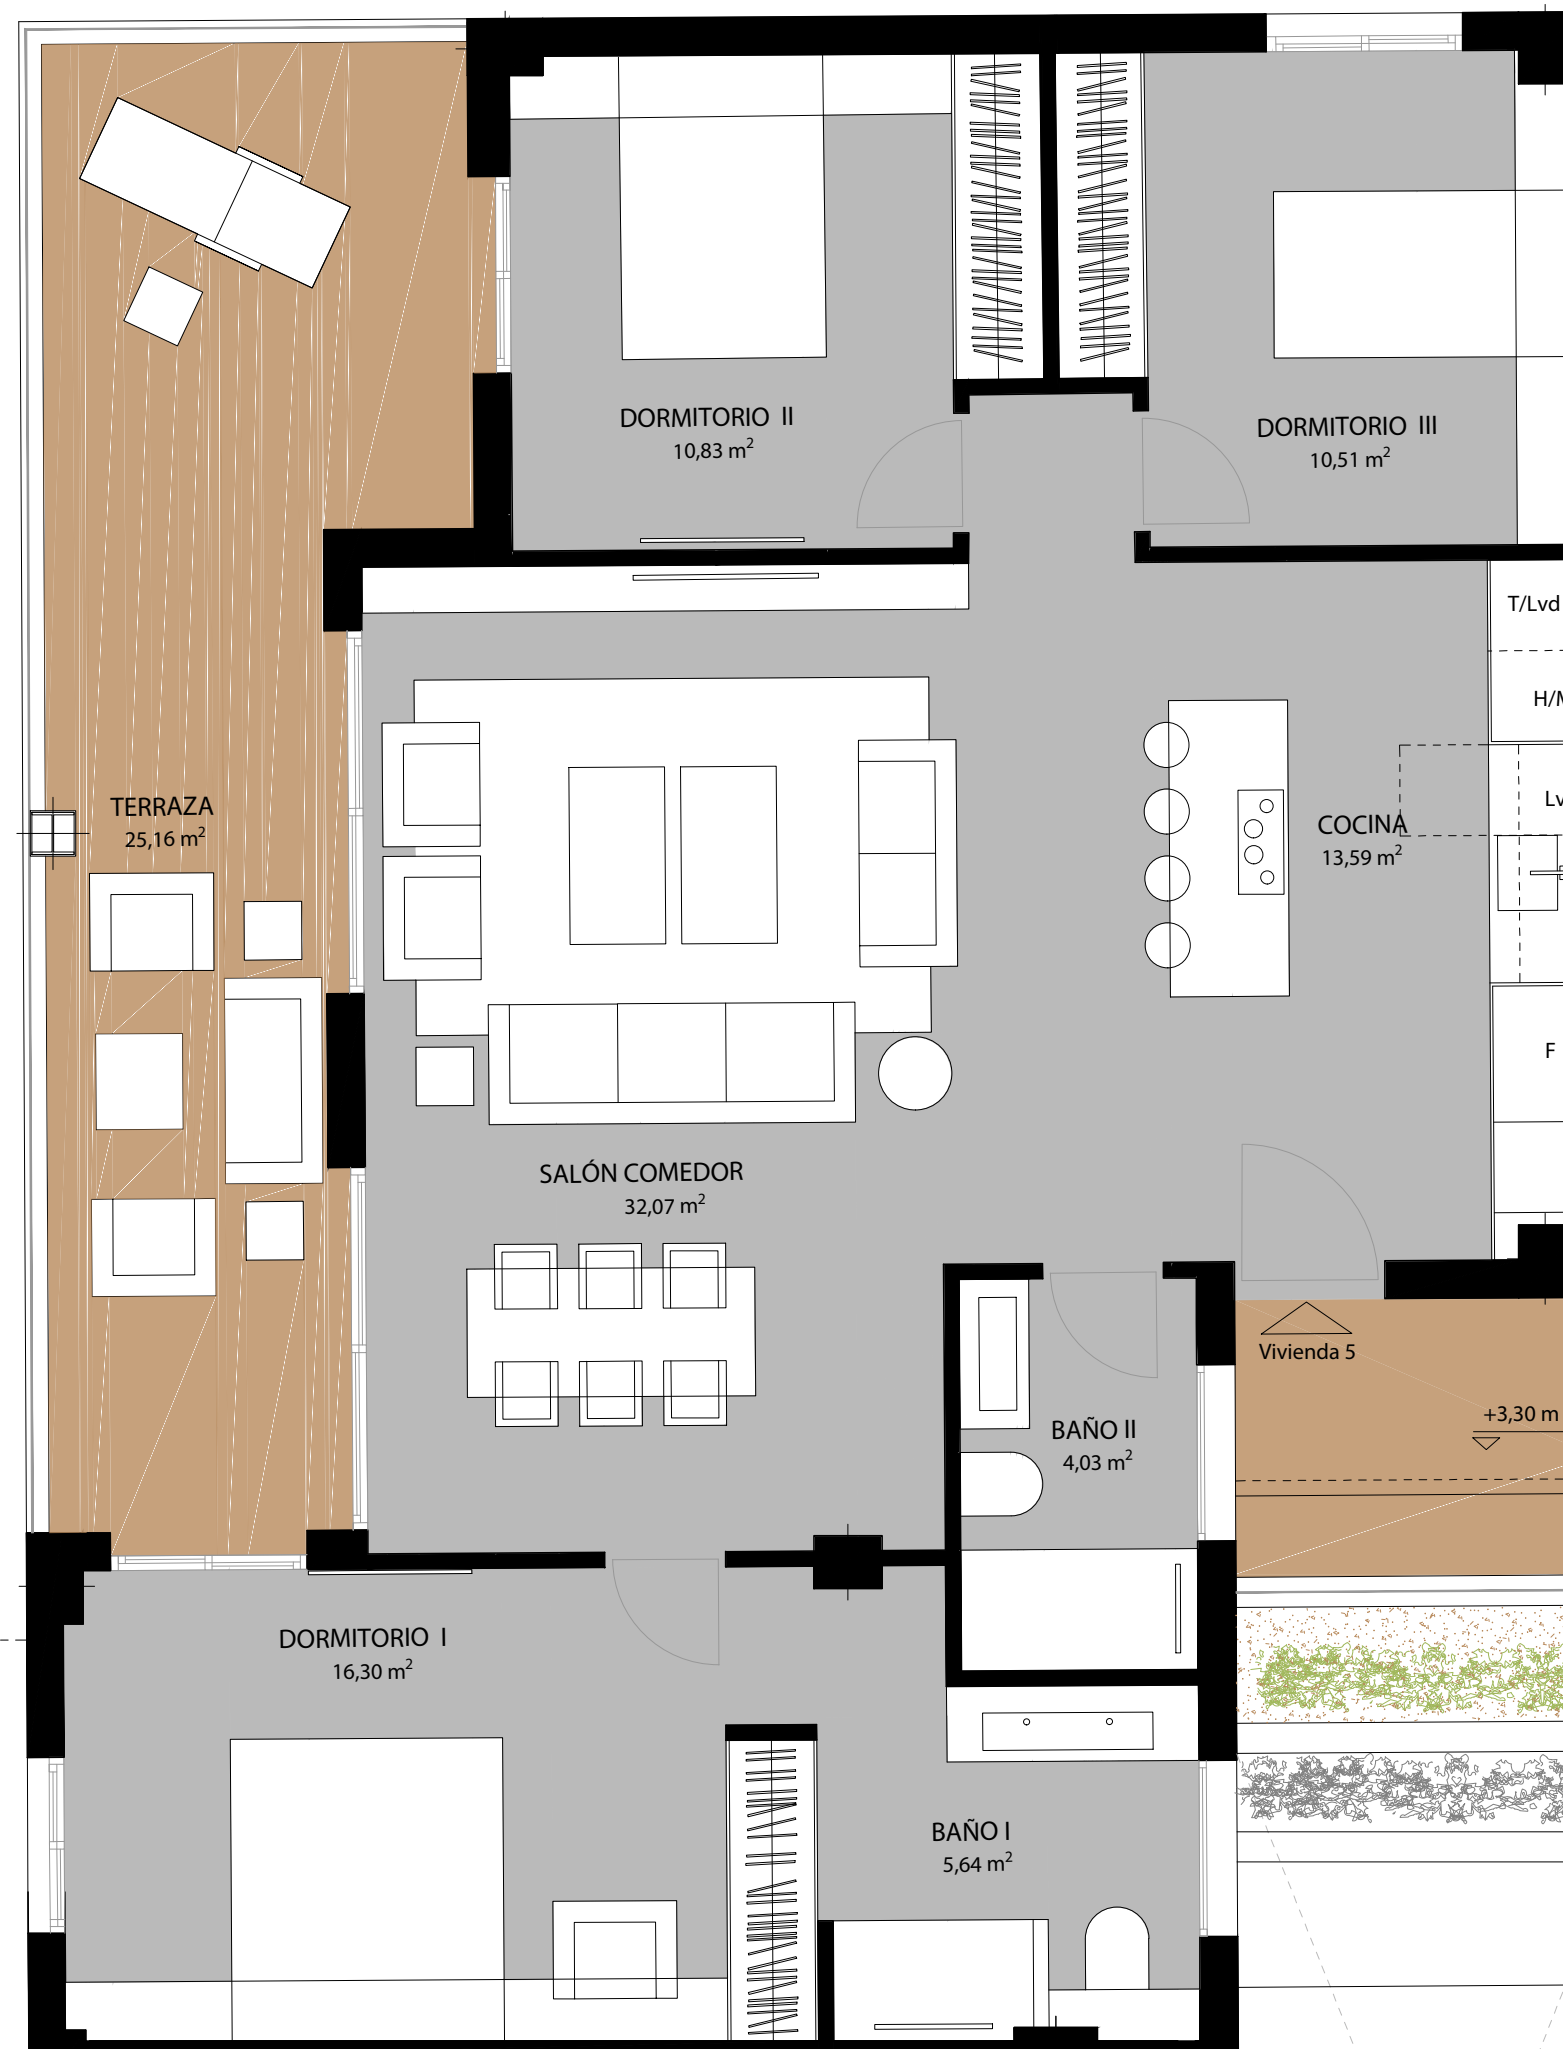 DORMITORIO II
10,83 m²
DORMITORIO III
10,51 m²
T/Lvd
H/
TERRAZA
25,16 m²
COCINA
13,59 m²
Lv
F
SALÓN COMEDOR
32,07 m²
Vivienda 5
+3,30 m
BAÑO II
4,03 m²
DORMITORIO I
16,30 m²
BAÑO I
5,64 m²